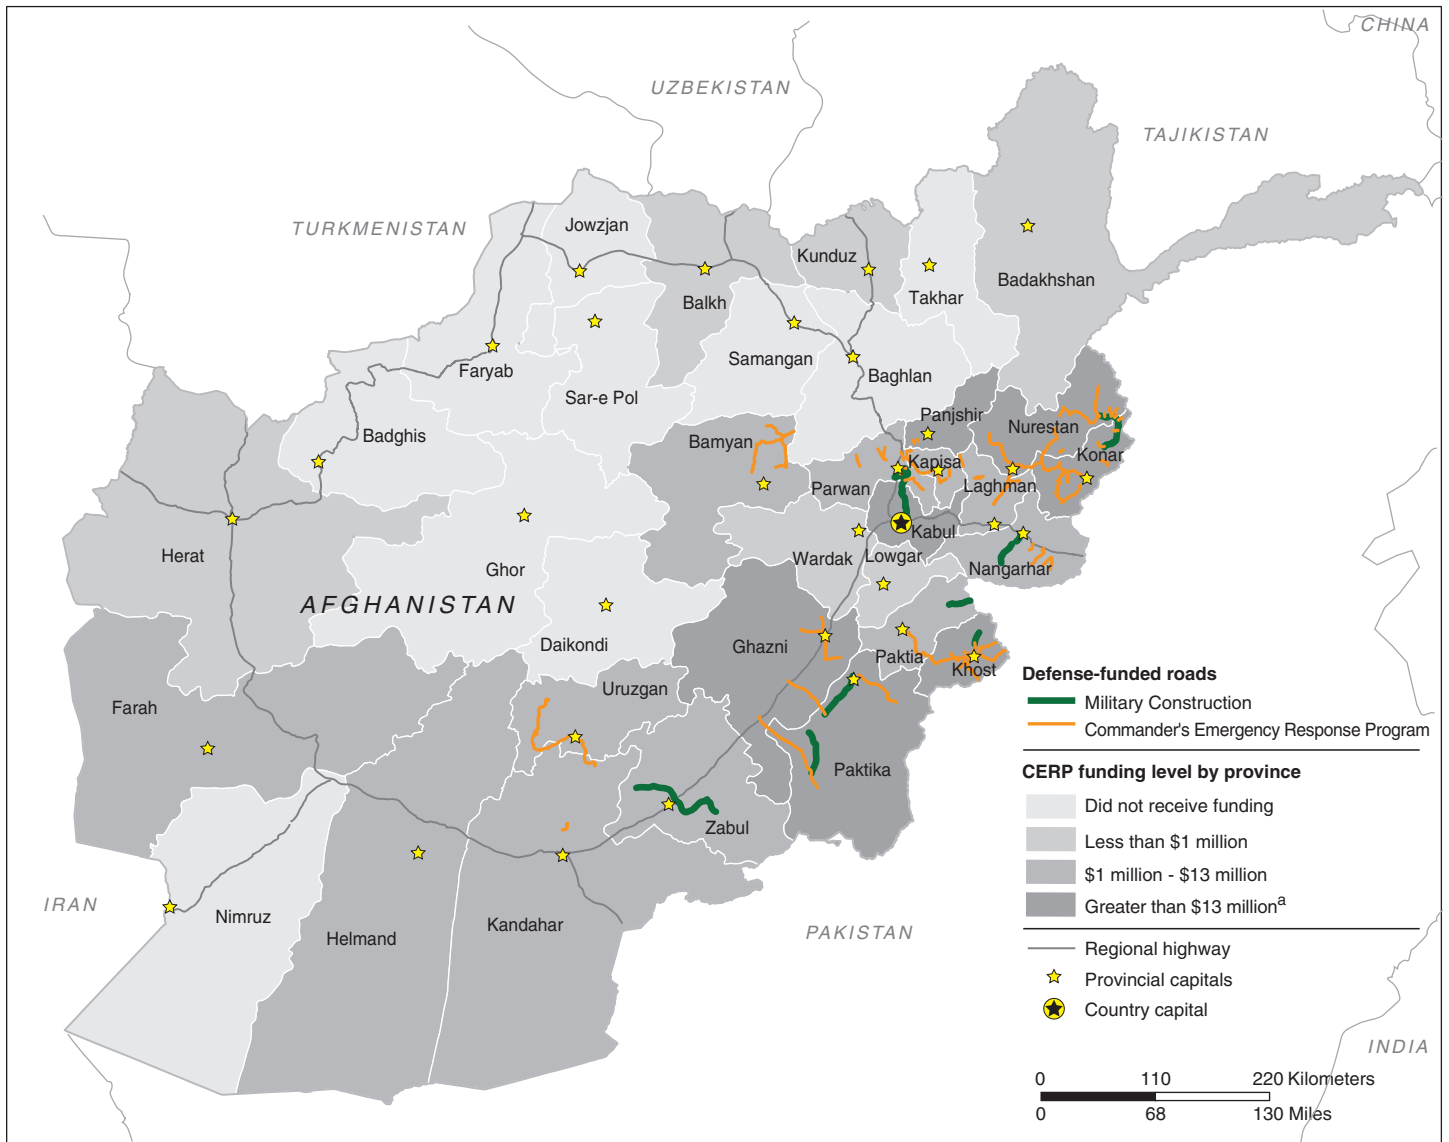 CHINA
UZBEKISTAN
TAJIKISTAN
TURKMENISTAN
Jowzjan
Kunduz
Badakhshan
Takhar
Balkh
Samangan
Faryab
Baghlan
Sar-e Pol
Panjshir
Nurestan
Badghis
Bamyan
Konar
Kapisa
Parwan
Laghman
Kabul
Herat
Wardak
Lowgar
Ghor
Nangarhar
AFGHANISTAN
Daikondi
Ghazni
Paktia
Khost
Uruzgan
Farah
Paktika
Zabul
IRAN
Nimruz
Helmand
Kandahar
PAKISTAN
INDIA
Defense-funded roads
Military Construction
Commander's Emergency Response Program
CERP funding level by province
Did not receive funding
Less than $1 million
$1 million - $13 million
Greater than $13 millionª
Regional highway
Provincial capitals
Country capital
0 110 220 Kilometers
0 68 130 Miles